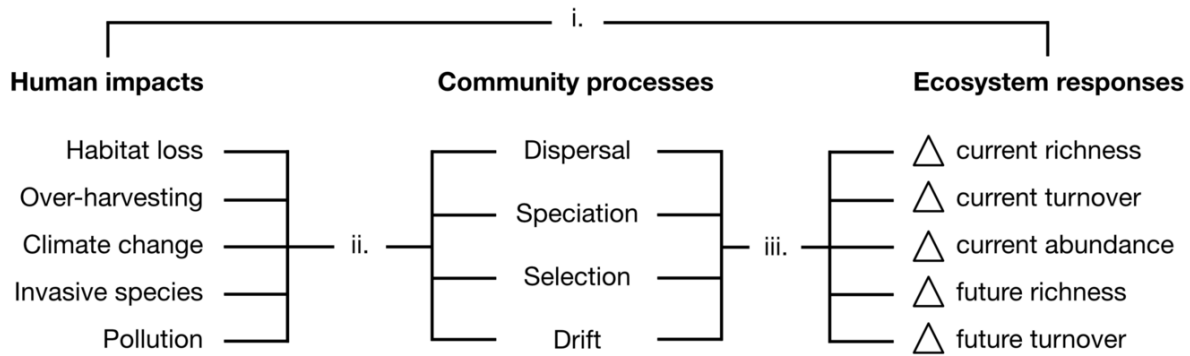 i.
Human impacts
Community processes
Ecosystem responses
Habitat loss
Over-harvesting
Climate change
Invasive species
Pollution
ii.
Dispersal
Speciation
Selection
Drift
iii.
△ current richness
△ current turnover
△ current abundance
△ future richness
△ future turnover